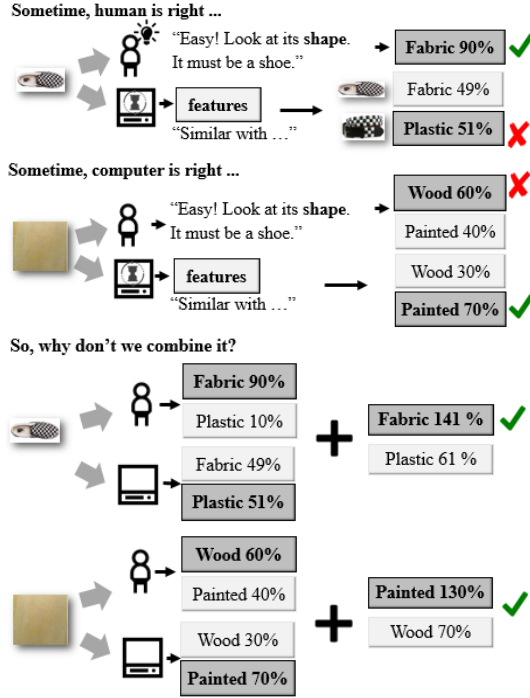 Sometime, human is right ...
“Easy! Look at its shape.
It must be a shoe.”
Fabric 90%
features
“Similar with …”
Fabric 49%
Plastic 51%
Sometime, computer is right ...
“Easy! Look at its shape.
It must be a shoe.”
Wood 60%
Painted 40%
features
“Similar with …”
Wood 30%
Painted 70%
So, why don’t we combine it?
Fabric 90%
Plastic 10%
Fabric 49%
Plastic 51%
Fabric 141 %
Plastic 61 %
Wood 60%
Painted 40%
Wood 30%
Painted 70%
Painted 130%
Wood 70%